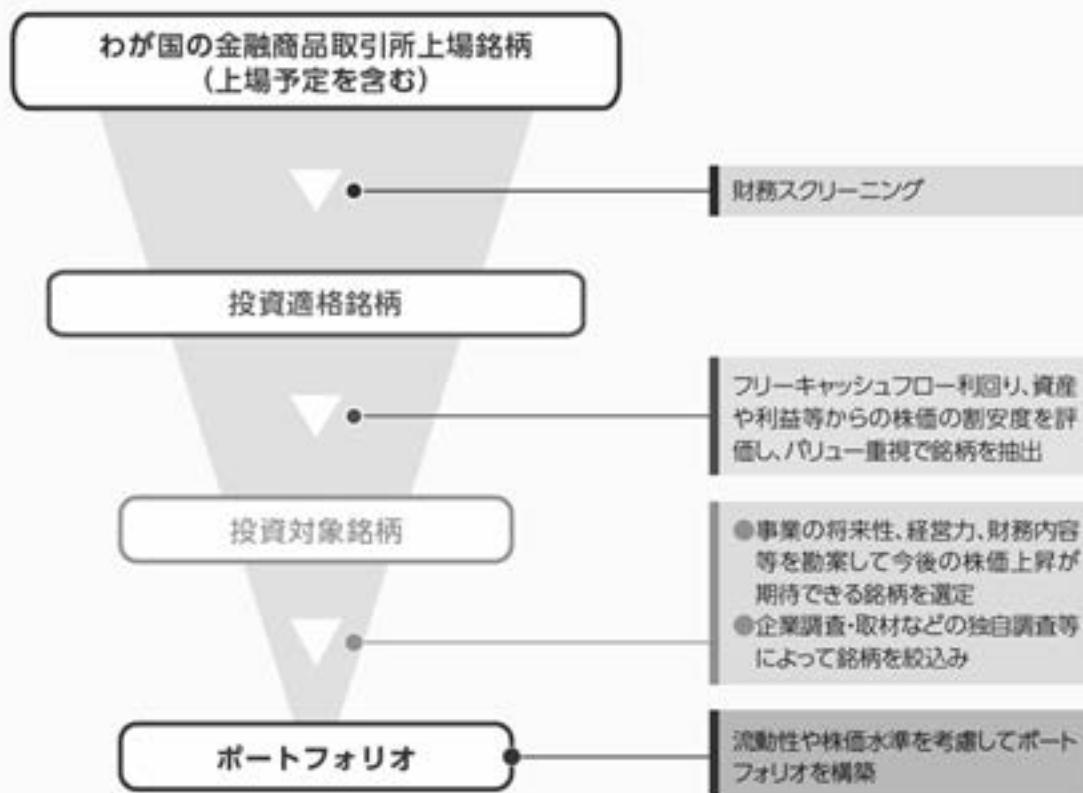 わが国の金融商品取引所上場銘柄
（上場予定を含む）
財務スクリーニング
投資適格銘柄
フリーキャッシュフロー利回り、資産
や利益等からの株価の割安度を評
価し、バリュー重視で銘柄を抽出
投資対象銘柄
●事業の将来性、経営力、財務内容
等を勘案して今後の株価上昇が
期待できる銘柄を選定
●企業調査・取材などの独自調査等
によって銘柄を絞込み
ポートフォリオ
流動性や株価水準を考慮してポート
フォリオを構築